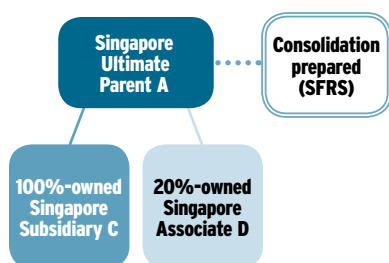 Singapore
Ultimate
Parent A
Consolidation
prepared
(SFRS)
100%-owned
Singapore
Subsidiary C
20%-owned
Singapore
Associate D